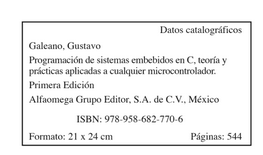 Datos catalográficos
Galeano, Gustavo
Programación de sistemas embebidos en C, teoría y
prácticas aplicadas a cualquier microcontrolador.
Primera Edición
Alfaomega Grupo Editor, S.A. de C.V., México
ISBN: 978-958-682-770-6
Formato: 21 x 24 cm Páginas: 544